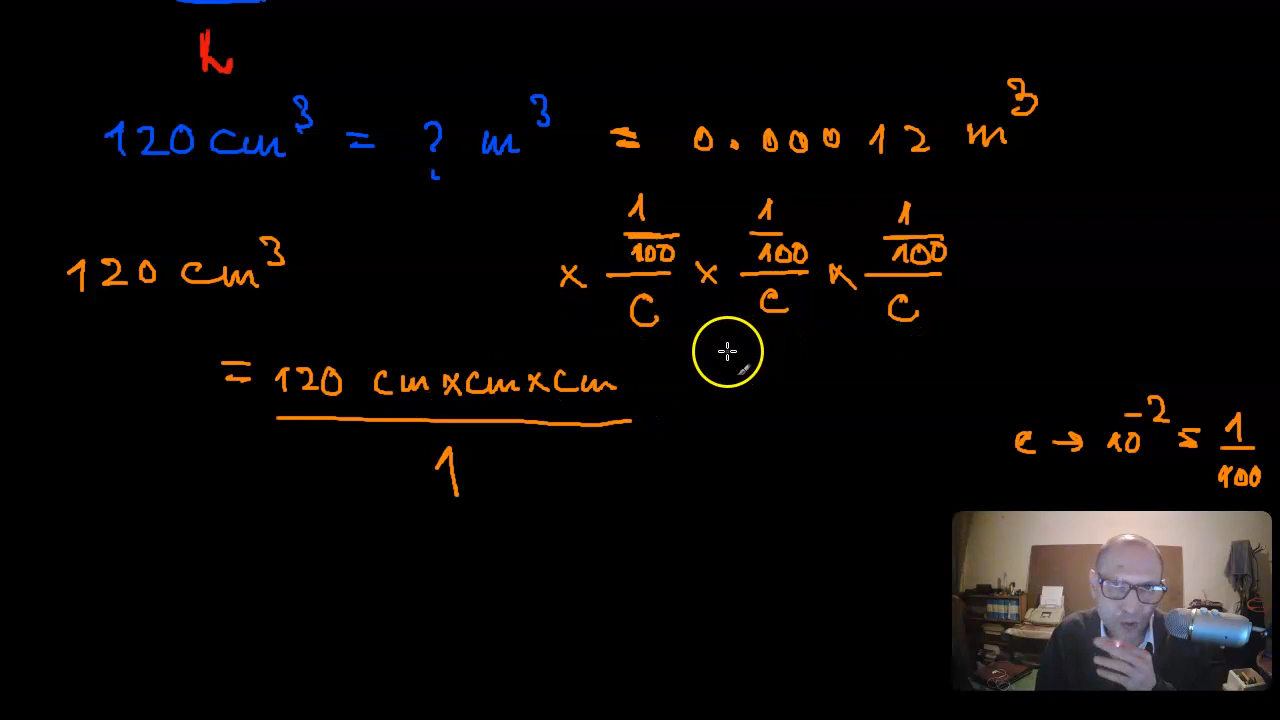 h
120 cm³ = ? m³ = 0.00012 m³
120 cm³ × 1/100/C × 1/100/C × 1/100/C
= 120 cm×cm×cm / 1
c → 10⁻² = 1/100